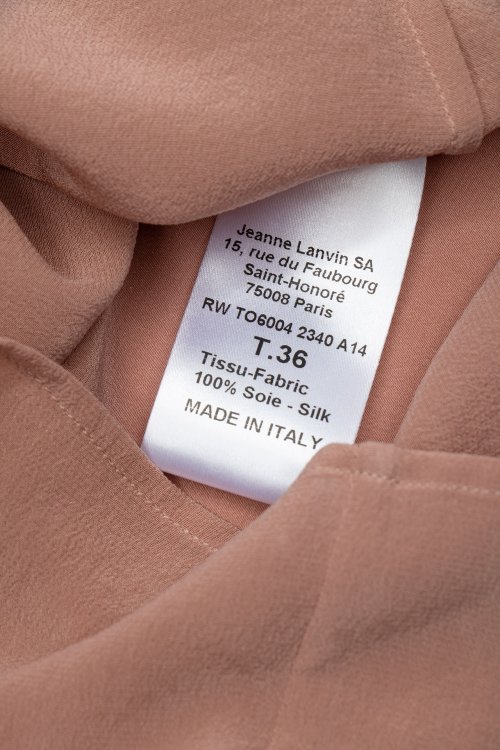 Jeanne Lanvin SA
15, rue du Faubourg
Saint-Honoré
75008 Paris
RW TO6004 2340 A14
T.36
Tissu-Fabric
100% Soie - Silk
MADE IN ITALY